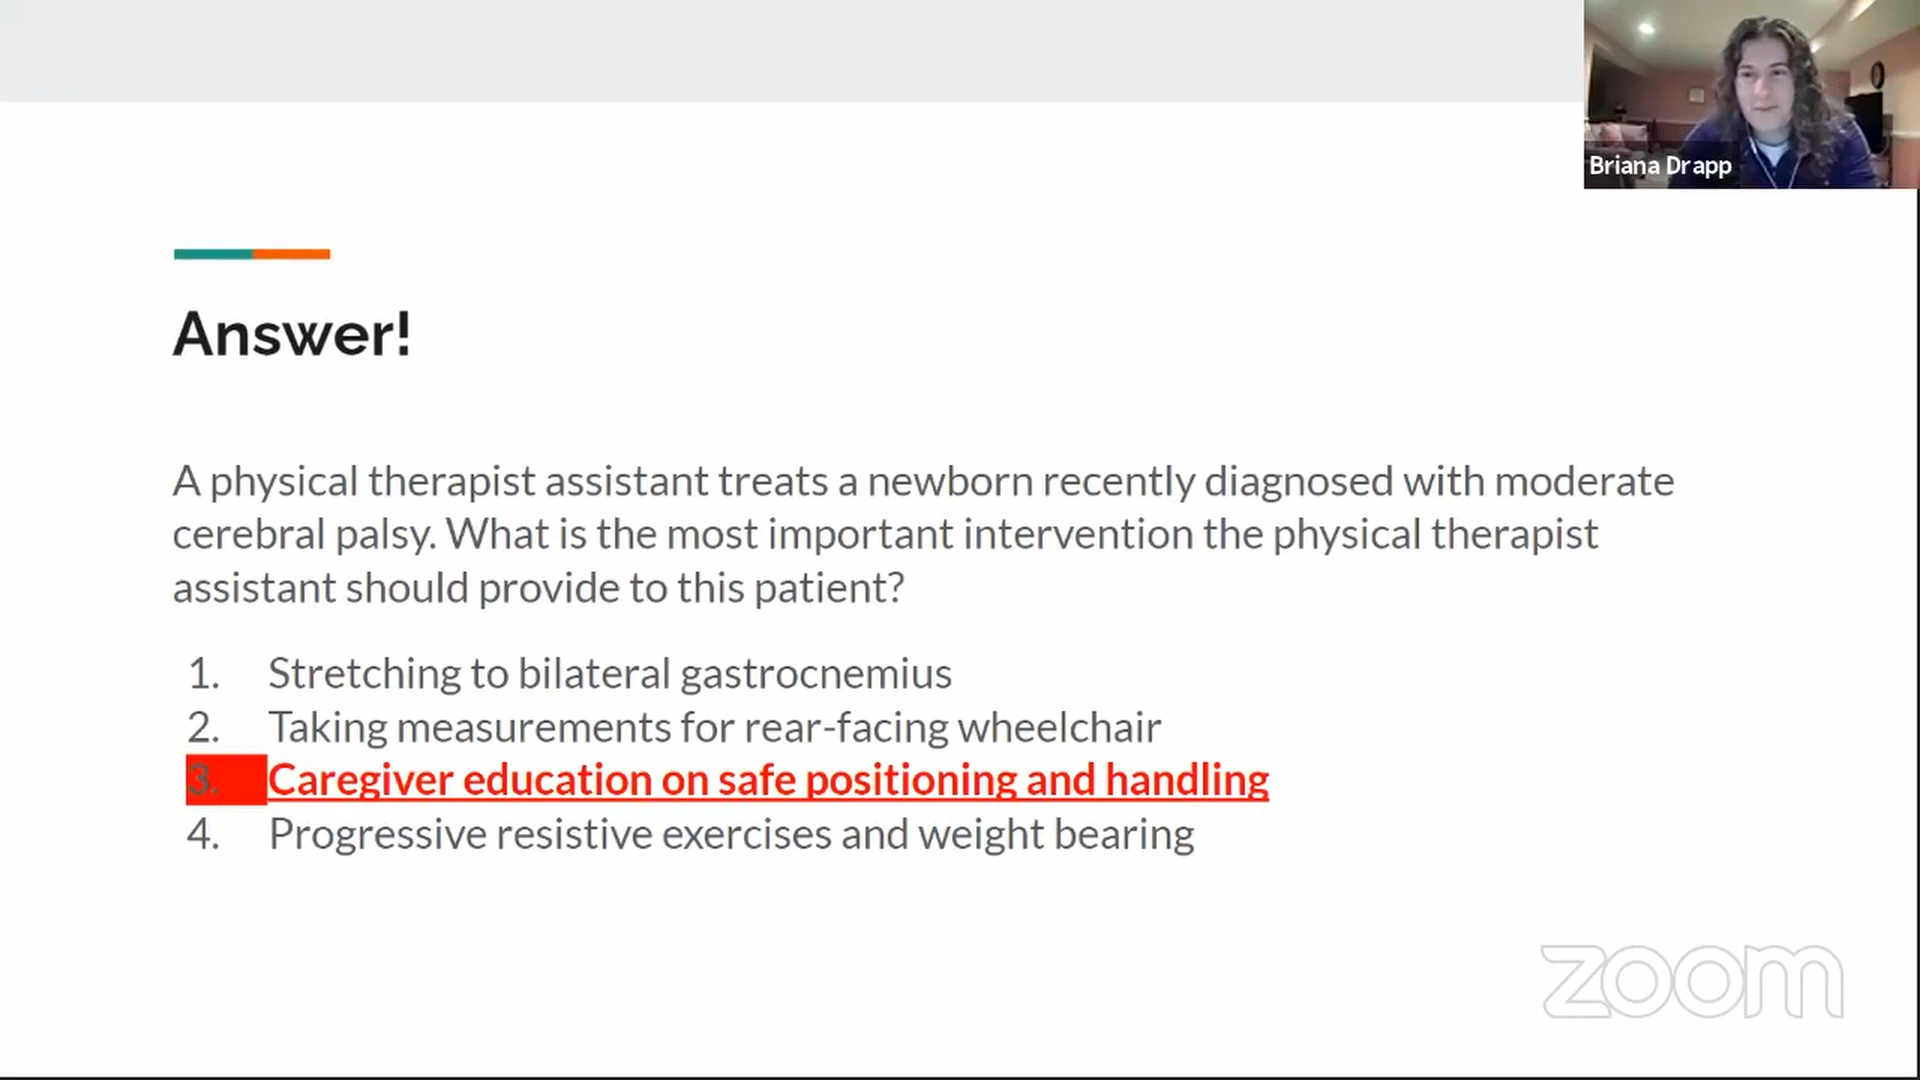 Briana Drapp
Answer!
A physical therapist assistant treats a newborn recently diagnosed with moderate
cerebral palsy. What is the most important intervention the physical therapist
assistant should provide to this patient?
1. Stretching to bilateral gastrocnemius
2. Taking measurements for rear-facing wheelchair
3. Caregiver education on safe positioning and handling
4. Progressive resistive exercises and weight bearing
zoom